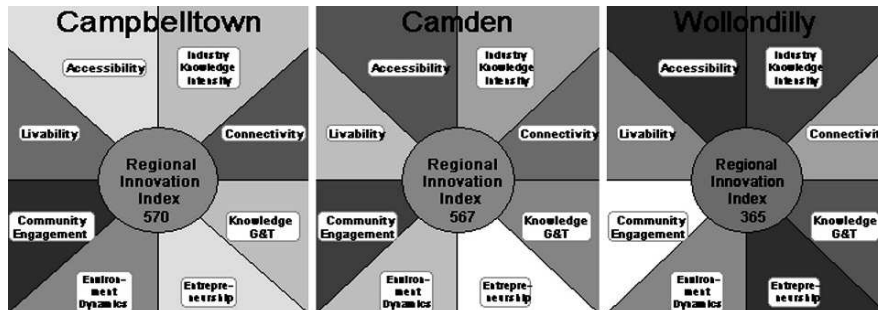 Campbelltown
Accessibility
Industry
Knowledge
Intensity
Livability
Connectivity
Regional
Innovation
Index
570
Community
Engagement
Knowledge
G&T
Environ-
ment
Dynamics
Entrepre-
neurship
Camden
Accessibility
Industry
Knowledge
Intensity
Livability
Connectivity
Regional
Innovation
Index
567
Community
Engagement
Knowledge
G&T
Environ-
ment
Dynamics
Entrepre-
neurship
Wollondilly
Accessibility
Industry
Knowledge
Intensity
Livability
Connectivity
Regional
Innovation
Index
365
Community
Engagement
Knowledge
G&T
Environ-
ment
Dynamics
Entrepre-
neurship